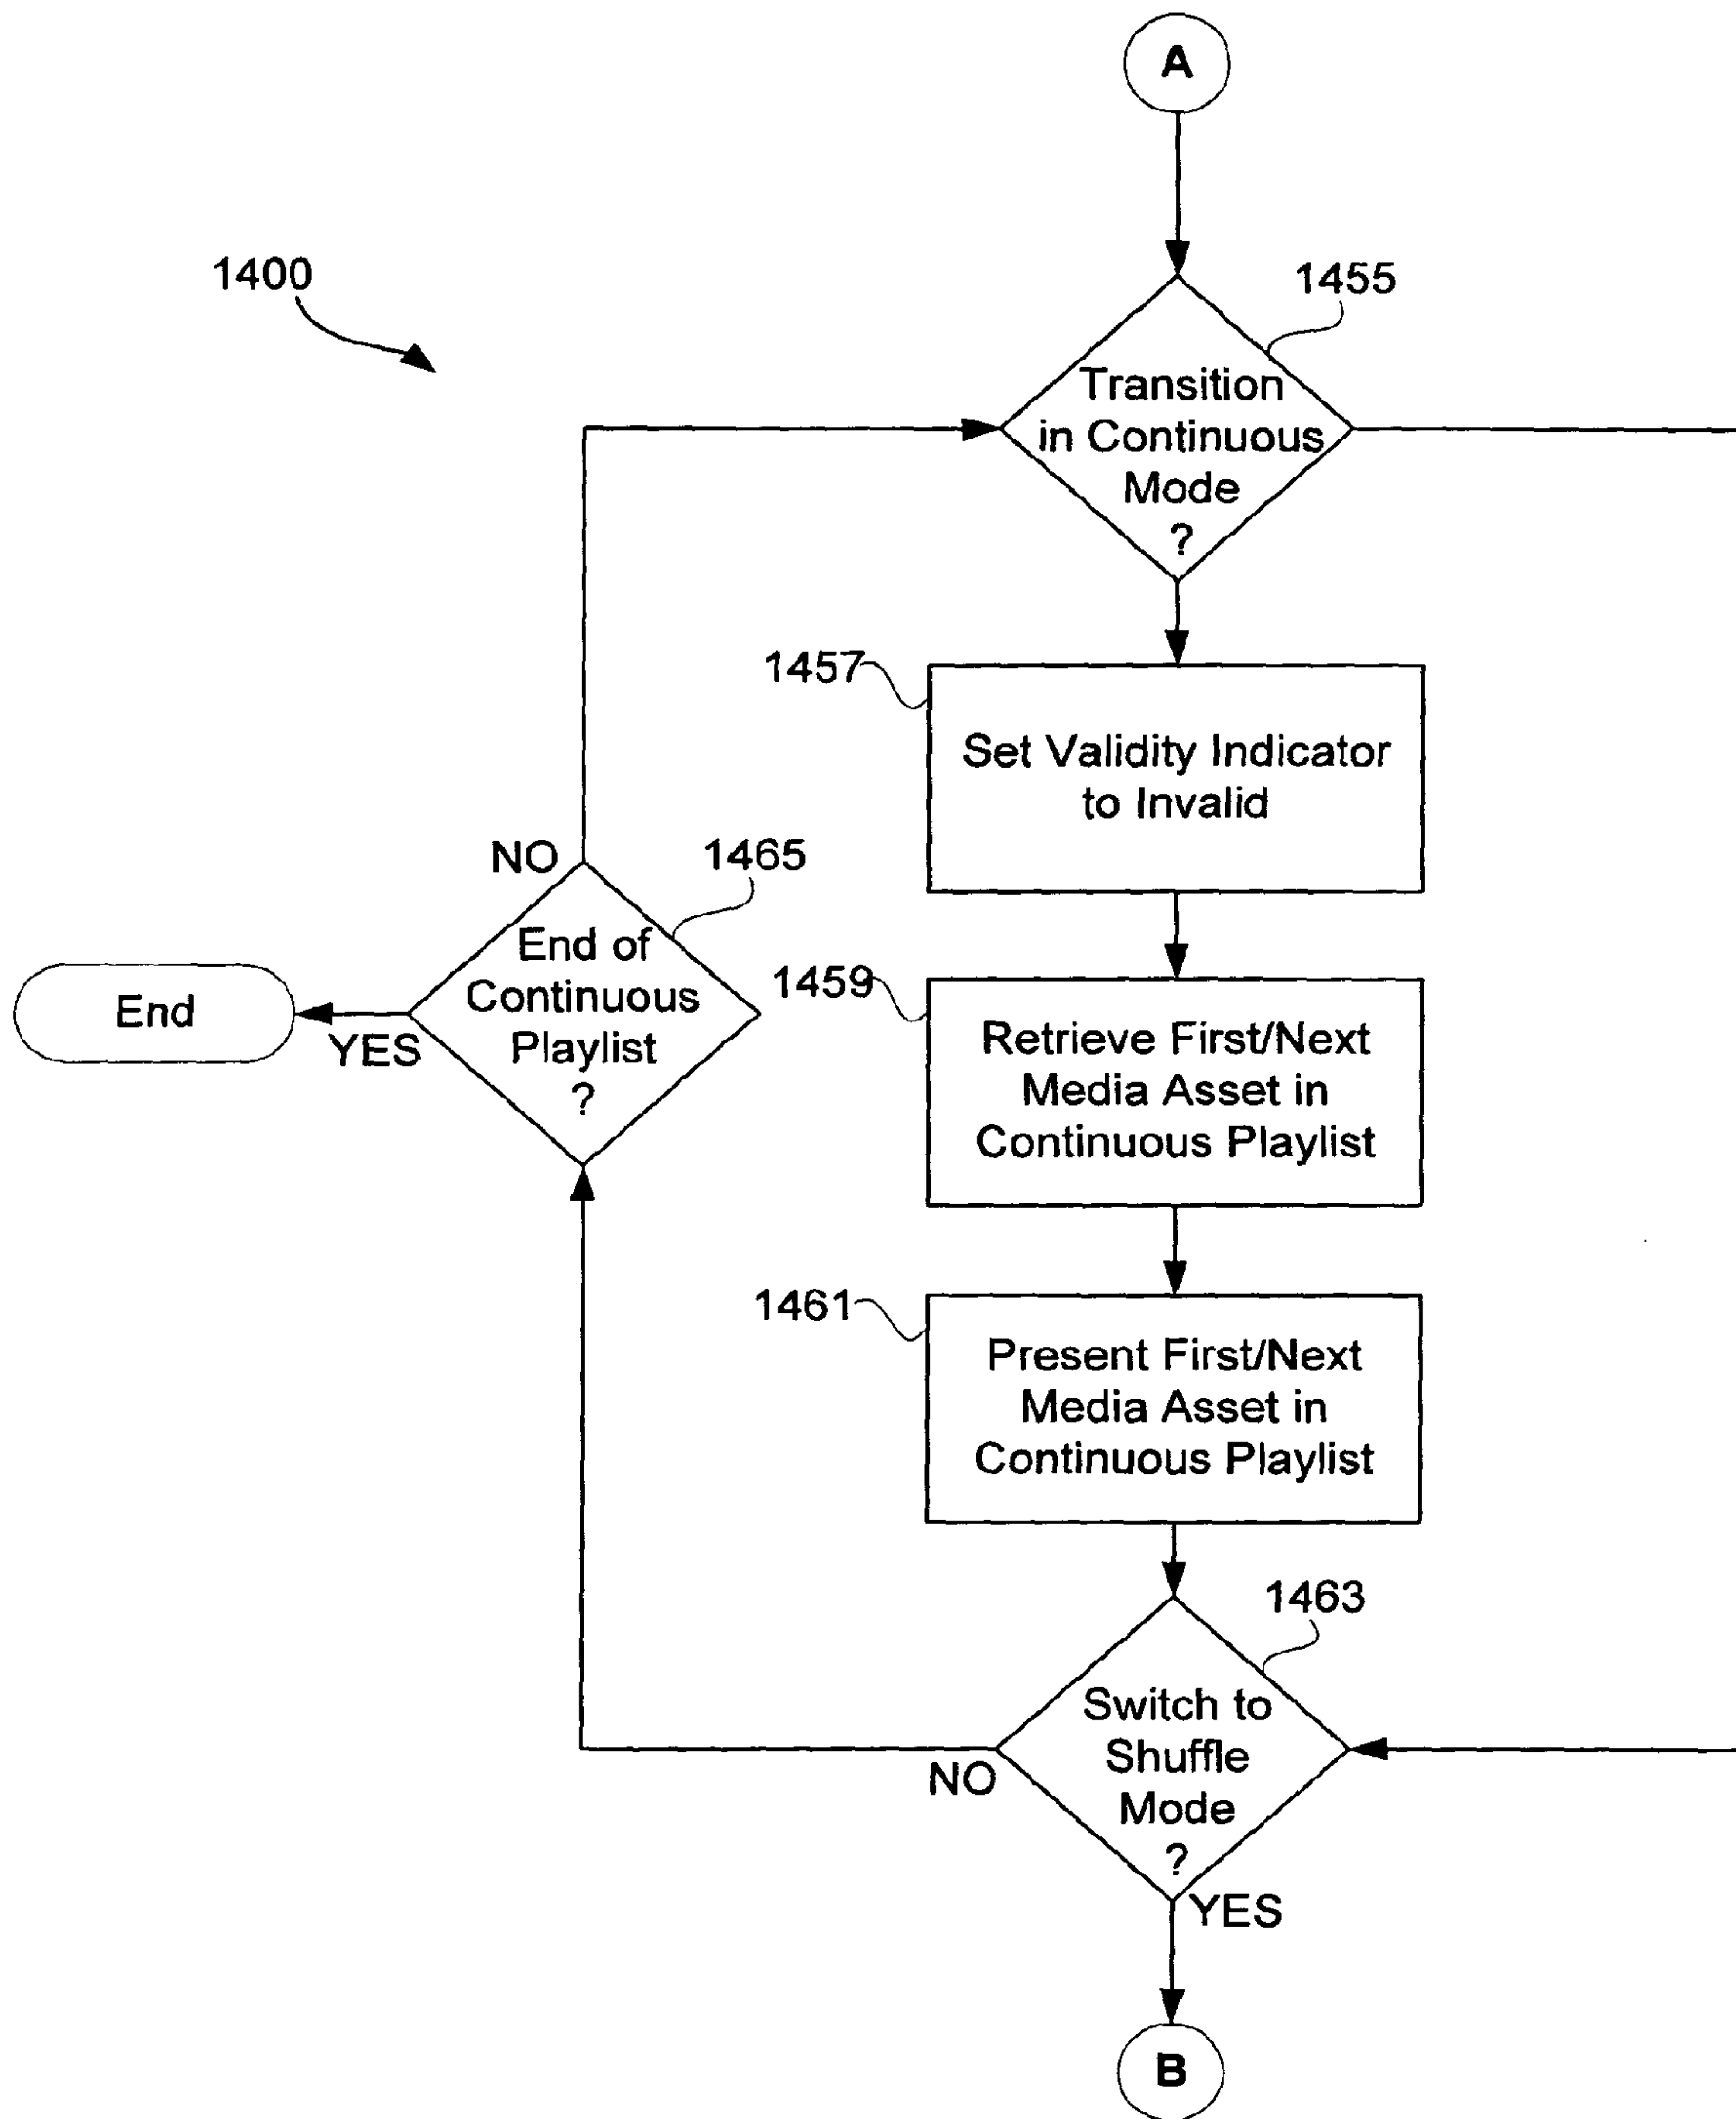 A
1400
1455
Transition
in Continuous
Mode
?
1457
Set Validity Indicator
to Invalid
NO
1465
End of
Continuous
Playlist
?
End
YES
1459
Retrieve First/Next
Media Asset in
Continuous Playlist
1461
Present First/Next
Media Asset in
Continuous Playlist
1463
Switch to
Shuffle
Mode
?
NO
YES
B